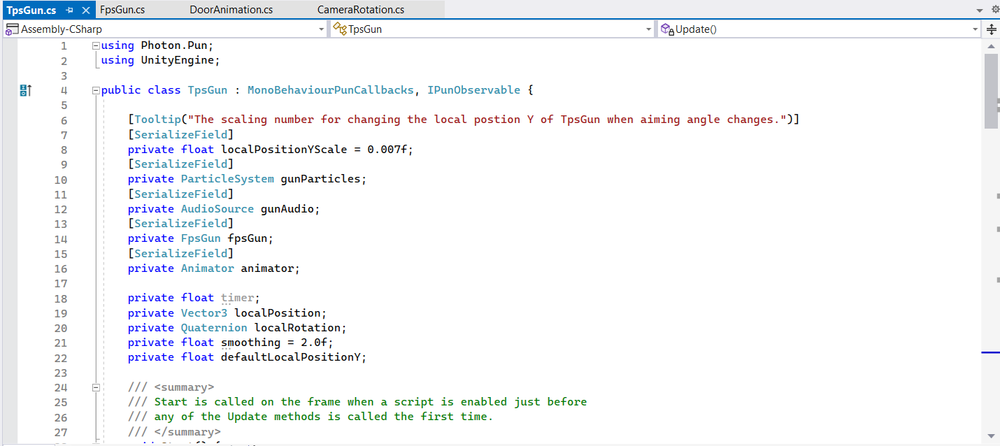 TpsGun.cs FpsGun.cs DoorAnimation.cs CameraRotation.cs
Assembly-CSharp TpsGun Update()
1 using Photon.Pun;
2 using UnityEngine;
3
4 public class TpsGun : MonoBehaviourPunCallbacks, IPunObservable {
5
6 [Tooltip("The scaling number for changing the local postion Y of TpsGun when aiming angle changes.")]
7 [SerializeField]
8 private float localPositionYScale = 0.007f;
9 [SerializeField]
10 private ParticleSystem gunParticles;
11 [SerializeField]
12 private AudioSource gunAudio;
13 [SerializeField]
14 private FpsGun fpsGun;
15 [SerializeField]
16 private Animator animator;
17
18 private float timer;
19 private Vector3 localPosition;
20 private Quaternion localRotation;
21 private float smoothing = 2.0f;
22 private float defaultLocalPositionY;
23
24 /// <summary>
25 /// Start is called on the frame when a script is enabled just before
26 /// any of the Update methods is called the first time.
27 /// </summary>